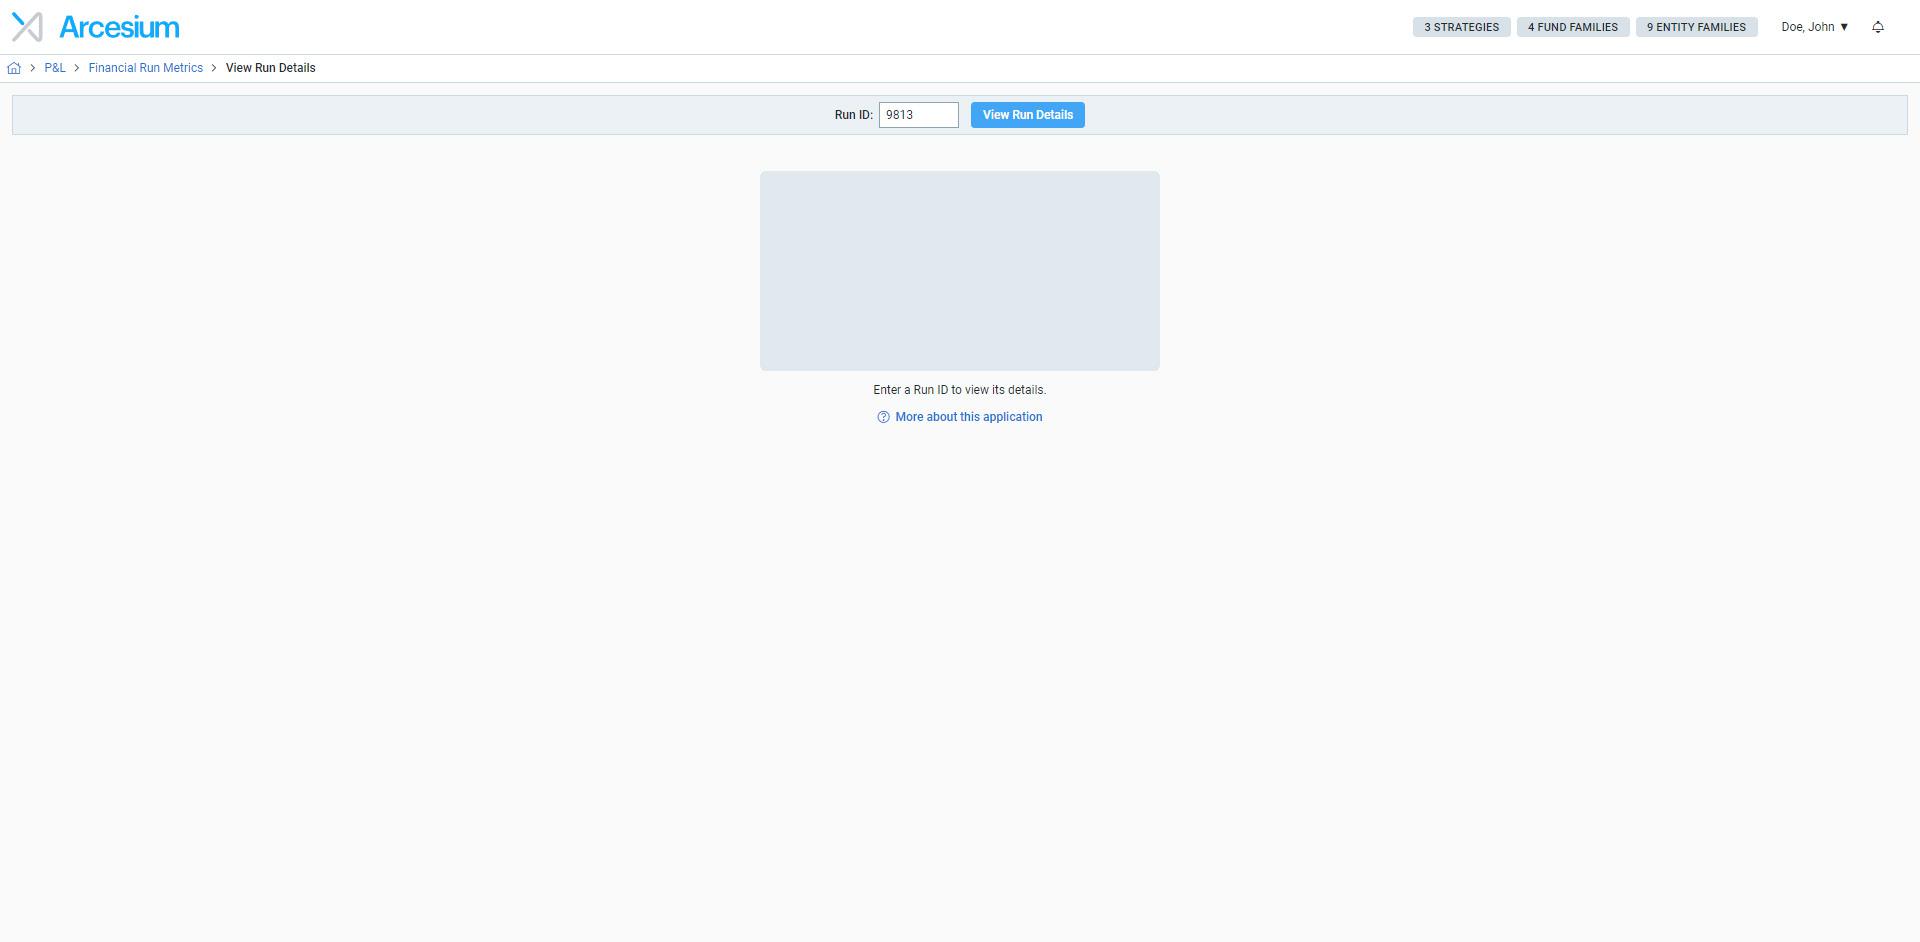 Arcesium
3 STRATEGIES 4 FUND FAMILIES 9 ENTITY FAMILIES Doe, John
P&L > Financial Run Metrics > View Run Details
Run ID: 9813 View Run Details
Enter a Run ID to view its details.
More about this application